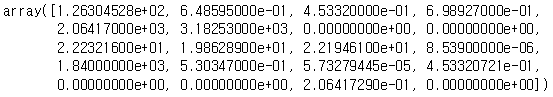 array([1.26304528e+02, 6.48595000e-01, 4.53320000e-01, 6.98927000e-01,
2.06417000e+03, 3.18253000e+03, 0.00000000e+00, 0.00000000e+00,
2.22321600e+01, 1.98628900e+01, 2.21946100e+01, 8.53900000e-06,
1.84000000e+03, 5.30347000e-01, 5.73279445e-05, 4.53320721e-01,
0.00000000e+00, 0.00000000e+00, 2.06417290e+01, 0.00000000e+00])